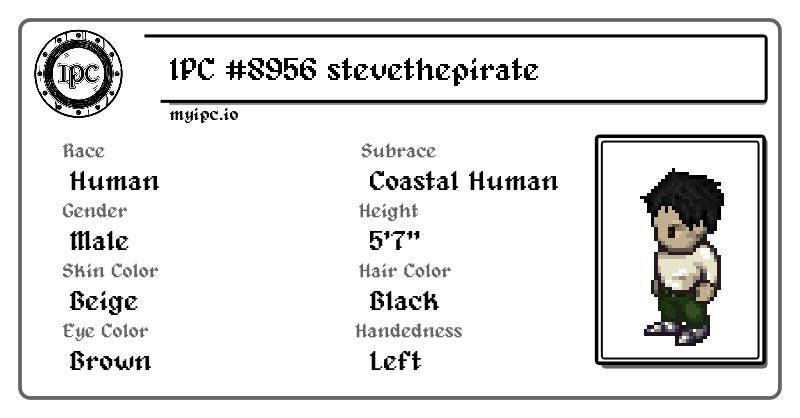 IPC
IPC #8956 stevethepirate
myipc.io
Race
Human
Subrace
Coastal Human
Gender
Male
Height
5'7"
Skin Color
Beige
Hair Color
Black
Eye Color
Brown
Handedness
Left